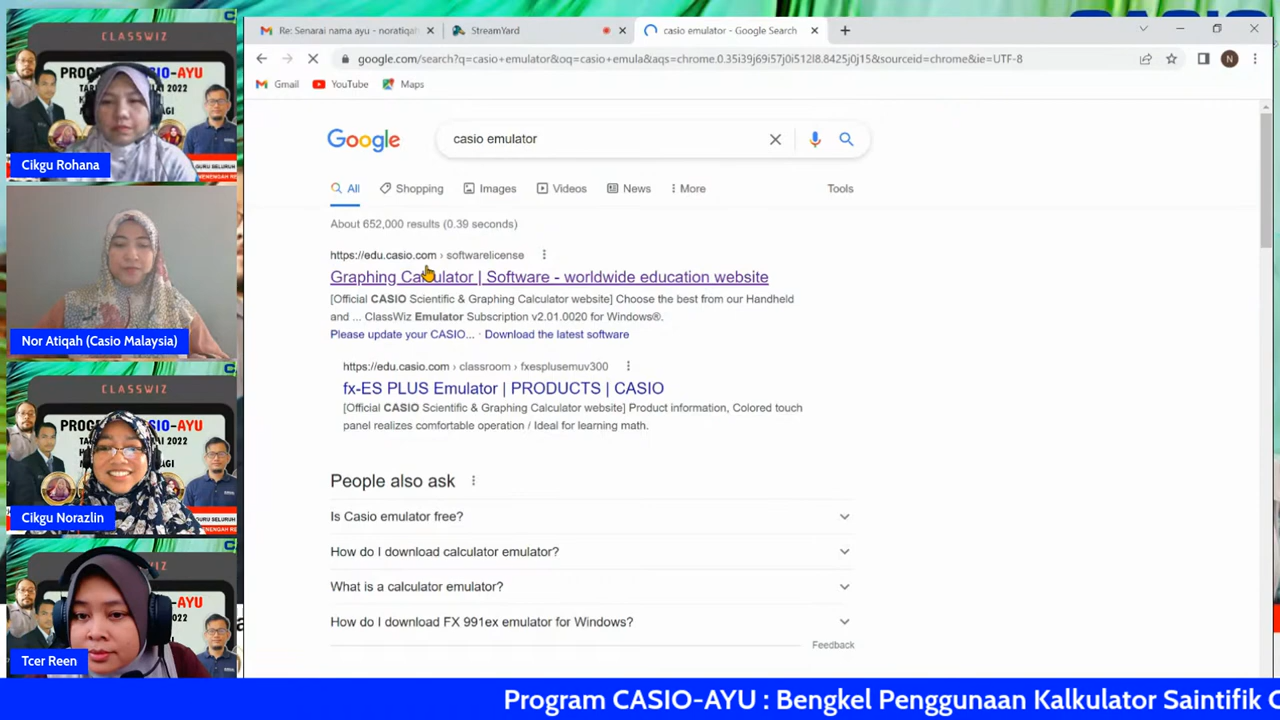 Re: Senarai nama ayu - noratiqah
StreamYard
casio emulator - Google Search
google.com/search?q=casio+emulator&oq=casio+emula&aqs=chrome.0.35i39j69i57j0i512l8.8425j0j15&sourceid=chrome&ie=UTF-8
N
Gmail
YouTube
Maps
Google
casio emulator
All
Shopping
Images
Videos
News
More
Tools
About 652,000 results (0.39 seconds)
https://edu.casio.com › softwarelicense
Graphing Calculator | Software - worldwide education website
[Official CASIO Scientific & Graphing Calculator website] Choose the best from our Handheld
and ... ClassWiz Emulator Subscription v2.01.0020 for Windows®.
Please update your CASIO... · Download the latest software
https://edu.casio.com › classroom › fxesplusemuv300
fx-ES PLUS Emulator | PRODUCTS | CASIO
[Official CASIO Scientific & Graphing Calculator website] Product information, Colored touch
panel realizes comfortable operation / Ideal for learning math.
People also ask
Is Casio emulator free?
How do I download calculator emulator?
What is a calculator emulator?
How do I download FX 991ex emulator for Windows?
Feedback
CLASSWIZ
Cikgu Rohana
Nor Atiqah (Casio Malaysia)
CLASSWIZ
Cikgu Norazlin
Tcer Reen
Program CASIO-AYU : Bengkel Penggunaan Kalkulator Saintifik C